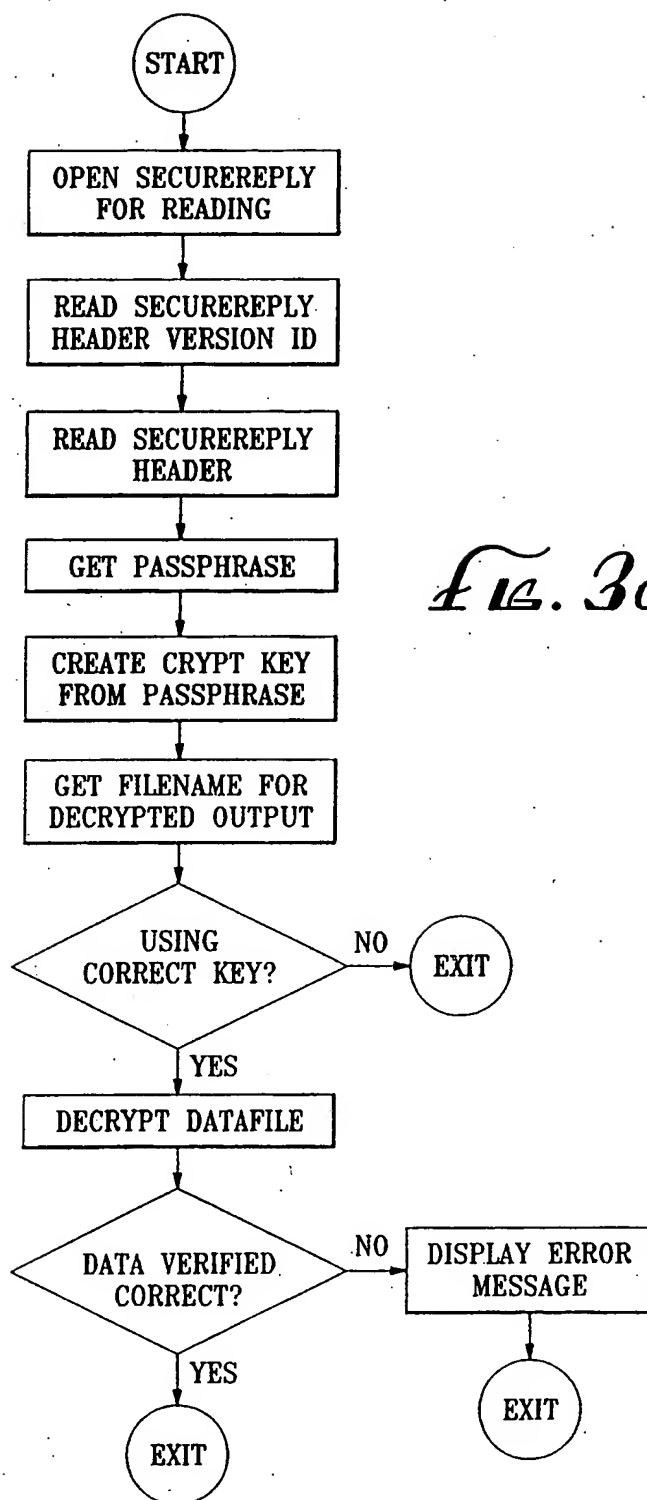 START
OPEN SECUREREPLY
FOR READING
READ SECUREREPLY
HEADER VERSION ID
READ SECUREREPLY
HEADER
GET PASSPHRASE
CREATE CRYPT KEY
FROM PASSPHRASE
GET FILENAME FOR
DECRYPTED OUTPUT
USING
CORRECT KEY?
NO
EXIT
YES
DECRYPT DATAFILE
DATA VERIFIED
CORRECT?
NO
DISPLAY ERROR
MESSAGE
EXIT
YES
EXIT
FIG. 3